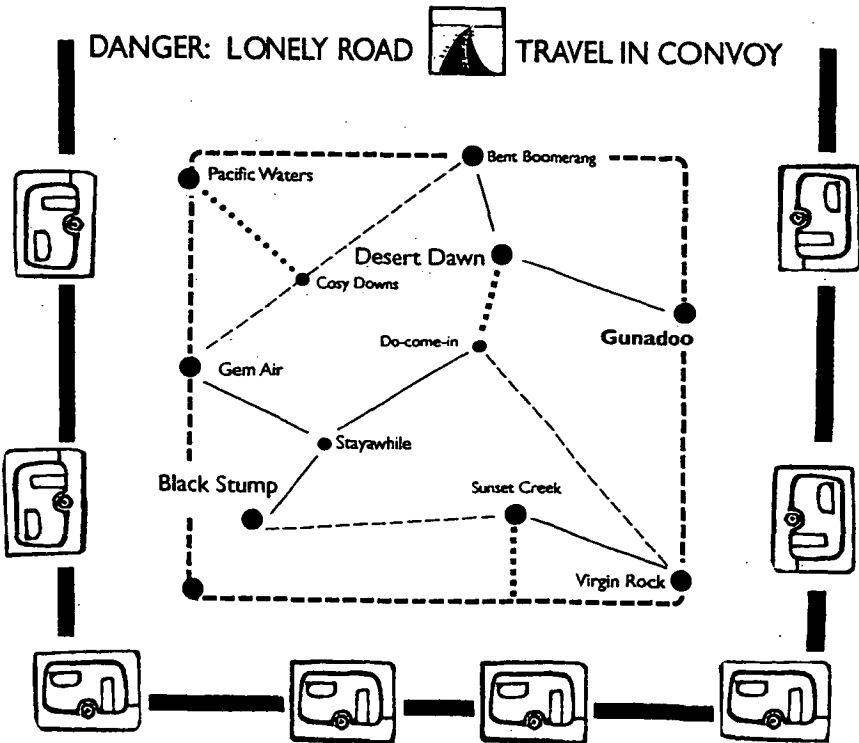 DANGER: LONELY ROAD TRAVEL IN CONVOY
Bent Boomerang
Pacific Waters
Desert Dawn
Cosy Downs
Gunadoo
Do-come-in
Gem Air
Stayawhile
Black Stump
Sunset Creek
Virgin Rock